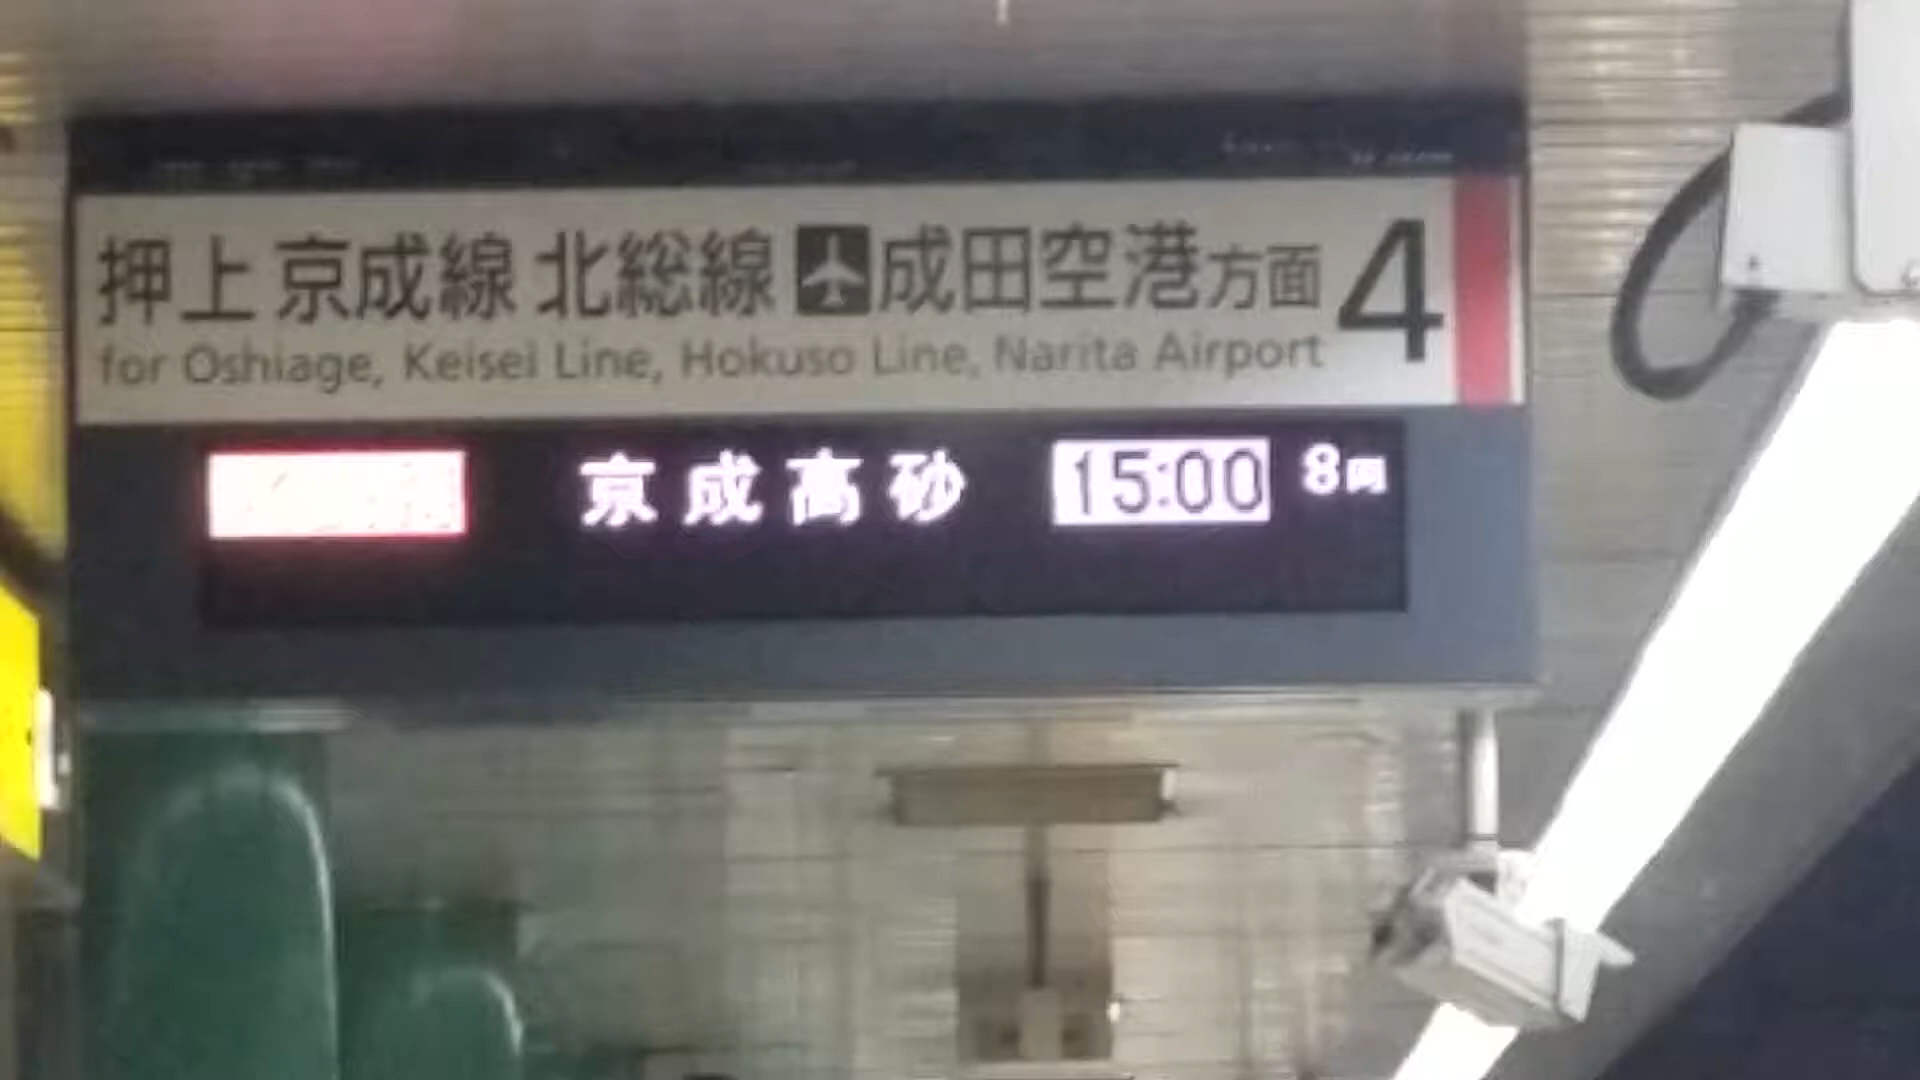 押上 京成線 北総線 成田空港方面 4
for Oshiage, Keisei Line, Hokuso Line, Narita Airport
京成高砂 15:00 8両